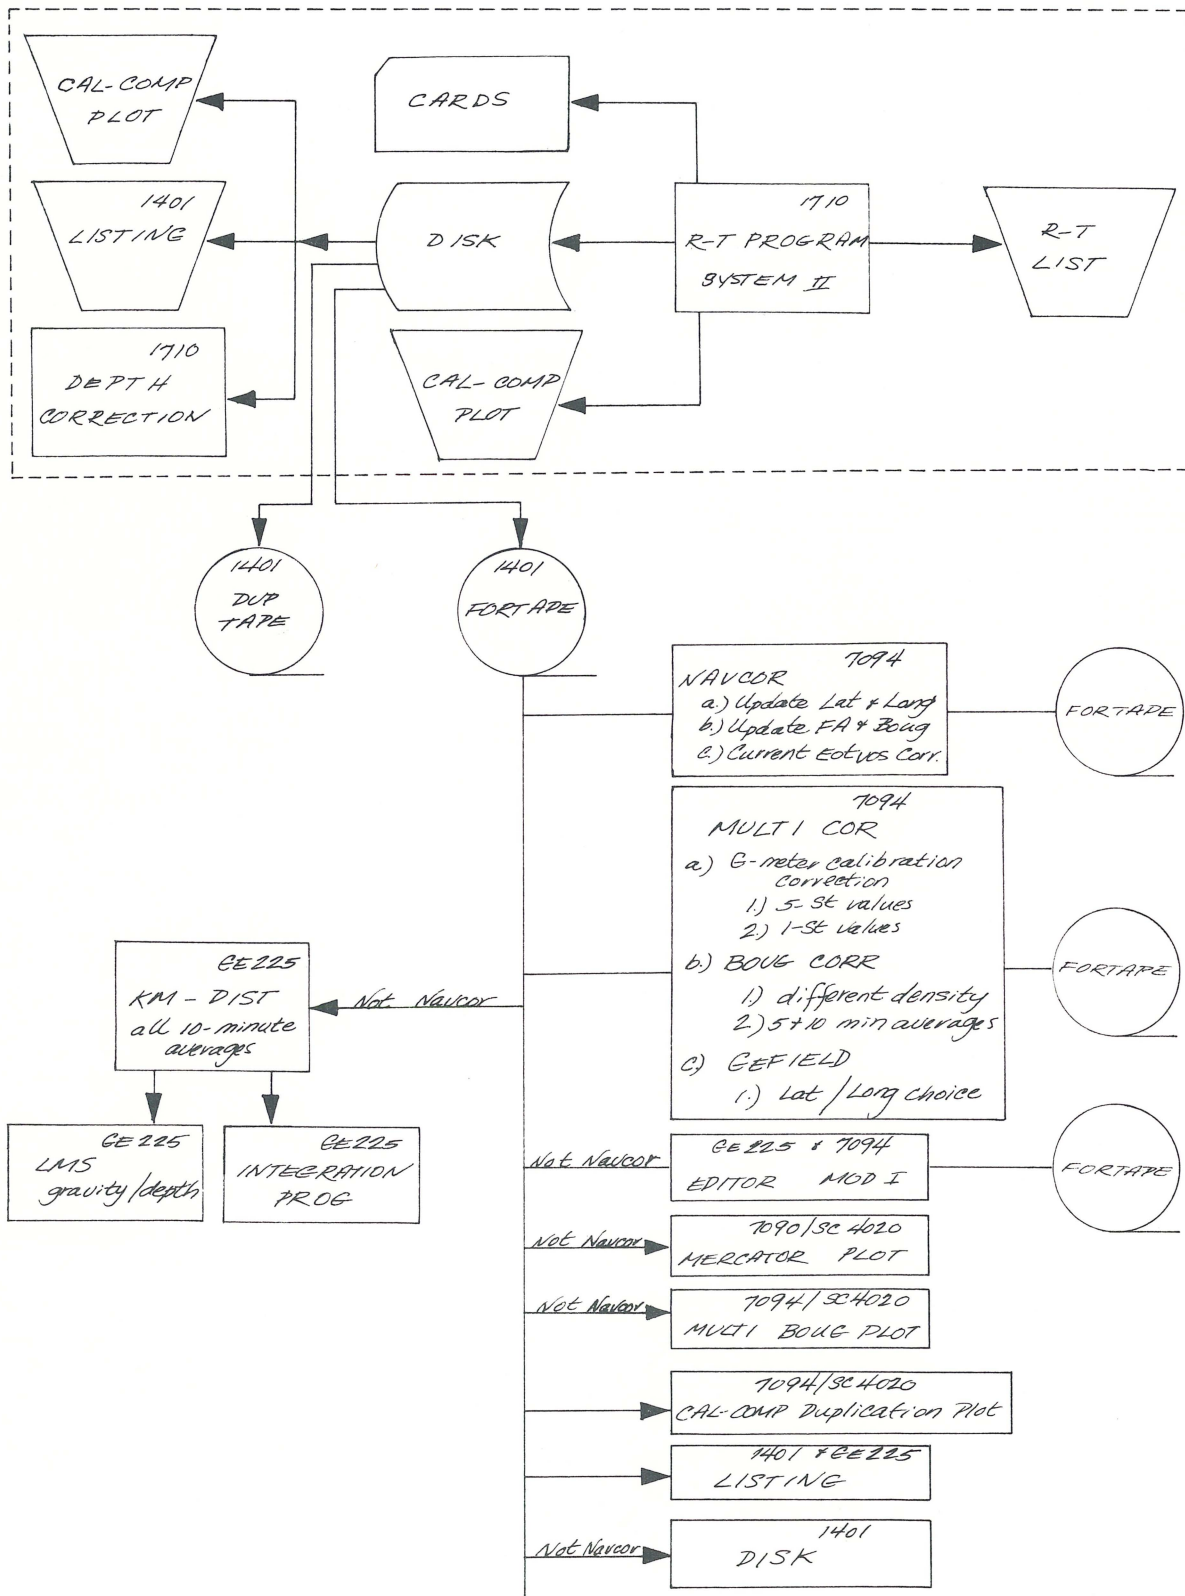 CAL-COMP
PLOT
CARDS
1401
LISTING
DISK
1710
R-T PROGRAM
SYSTEM II
R-T
LIST
1710
DEPTH
CORRECTION
CAL-COMP
PLOT
1401
DUP
TAPE
1401
FORTAPE
7094
NAVCOR
a.) Update Lat & Long
b.) Update FA & Boug
c.) Current Eotvos Corr.
FORTAPE
7094
MULTI COR
a.) G-meter calibration
correction
1.) 5-St values
2.) 1-St values
b.) BOUG CORR
1.) different density
2.) 5+10 min averages
c.) GEFIELD
1.) Lat/Long choice
FORTAPE
GE225
KM-DIST
all 10-minute
averages
Not Navcor
GE225
LMS
gravity/depth
GE225
INTEGRATION
PROG
Not Navcor
GE225 & 7094
EDITOR MOD I
FORTAPE
Not Navcor
7090/SC4020
MERCATOR PLOT
Not Navcor
7094/SC4020
MULTI BOUG PLOT
7094/SC4020
CAL-COMP Duplication Plot
1401 & GE225
LISTING
Not Navcor
1401
DISK